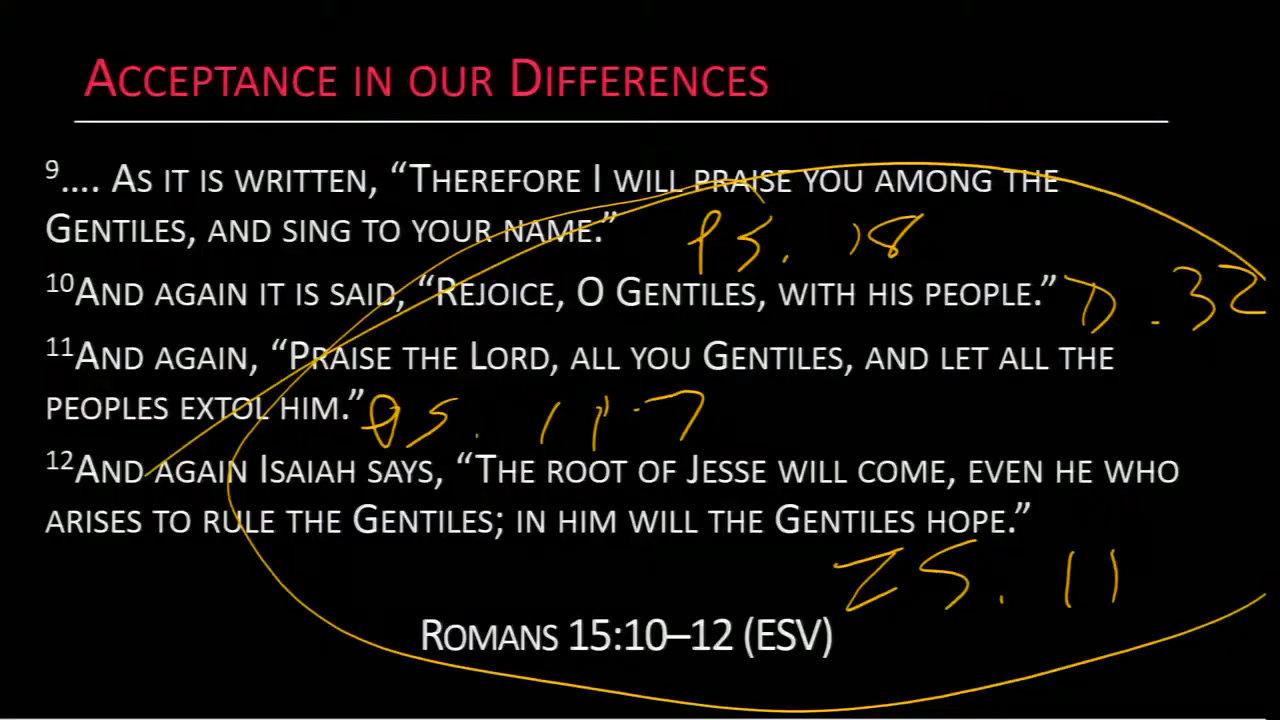 Acceptance in our Differences
9…. As it is written, “Therefore I will praise you among the
Gentiles, and sing to your name.”
Ps. 18
10And again it is said, “Rejoice, O Gentiles, with his people.” D. 32
11And again, “Praise the Lord, all you Gentiles, and let all the
peoples extol him.” Ps. 117
12And again Isaiah says, “The root of Jesse will come, even he who
arises to rule the Gentiles; in him will the Gentiles hope.”
Is. 11
Romans 15:10–12 (ESV)